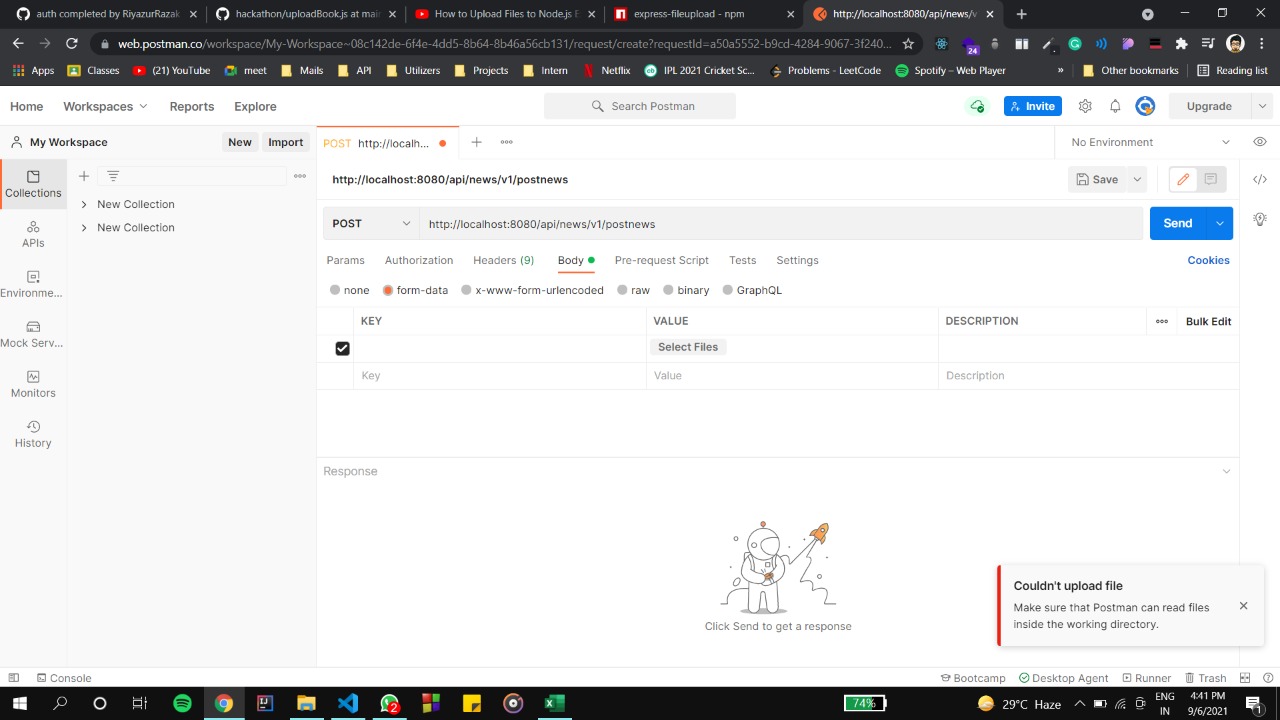 auth completed by RiyazurRazak
hackathon/uploadBook.js at main
How to Upload Files to Node.js E
express-fileupload - npm
http://localhost:8080/api/news/v
web.postman.co/workspace/My-Workspace~08c142de-6f4e-4dd5-8b64-8b46a56cb131/request/create?requestId=a50a5552-b9cd-4284-9067-3f240...
24
Apps
Classes
(21) YouTube
meet
Mails
API
Utilizers
Projects
Intern
Netflix
IPL 2021 Cricket Sc...
Problems - LeetCode
Spotify – Web Player
»
Other bookmarks
Reading list
Home
Workspaces
Reports
Explore
Search Postman
Invite
Upgrade
My Workspace
New
Import
POST http://localh...
No Environment
Collections
New Collection
New Collection
APIs
Environme...
Mock Serv...
Monitors
History
http://localhost:8080/api/news/v1/postnews
Save
POST
http://localhost:8080/api/news/v1/postnews
Send
Params
Authorization
Headers (9)
Body
Pre-request Script
Tests
Settings
Cookies
none
form-data
x-www-form-urlencoded
raw
binary
GraphQL
KEY
VALUE
DESCRIPTION
Bulk Edit
Select Files
Key
Value
Description
Response
Click Send to get a response
Couldn't upload file
Make sure that Postman can read files
inside the working directory.
Console
Bootcamp
Desktop Agent
Runner
Trash
2
74%
29°C Haze
ENG
IN
4:41 PM
9/6/2021